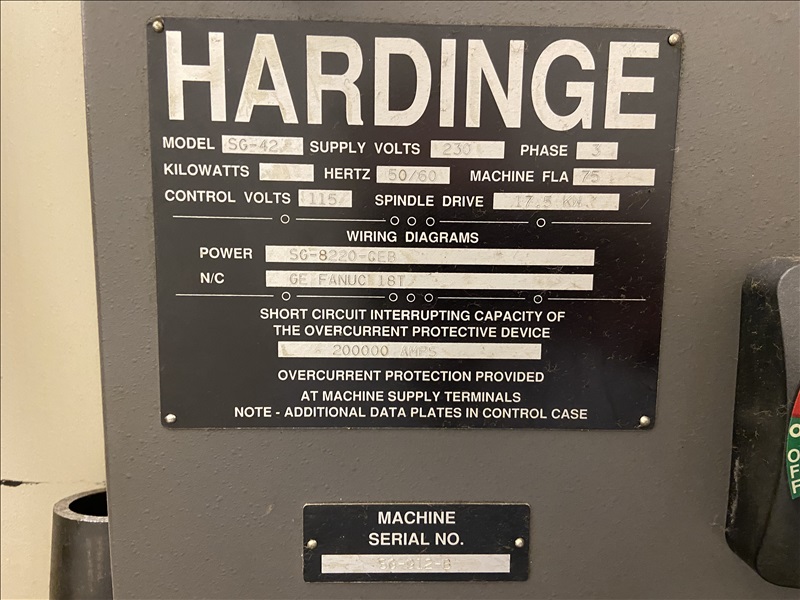 HARDINGE
MODEL SG-42 SUPPLY VOLTS 230 PHASE 3
KILOWATTS HERTZ 50/60 MACHINE FLA 75
CONTROL VOLTS 115 SPINDLE DRIVE 17.5 KW.
WIRING DIAGRAMS
POWER SG-8220-GEB
N/C GE FANUC 18T
SHORT CIRCUIT INTERRUPTING CAPACITY OF
THE OVERCURRENT PROTECTIVE DEVICE
200000 AMPS
OVERCURRENT PROTECTION PROVIDED
AT MACHINE SUPPLY TERMINALS
NOTE - ADDITIONAL DATA PLATES IN CONTROL CASE
O
OFF
MACHINE
SERIAL NO.